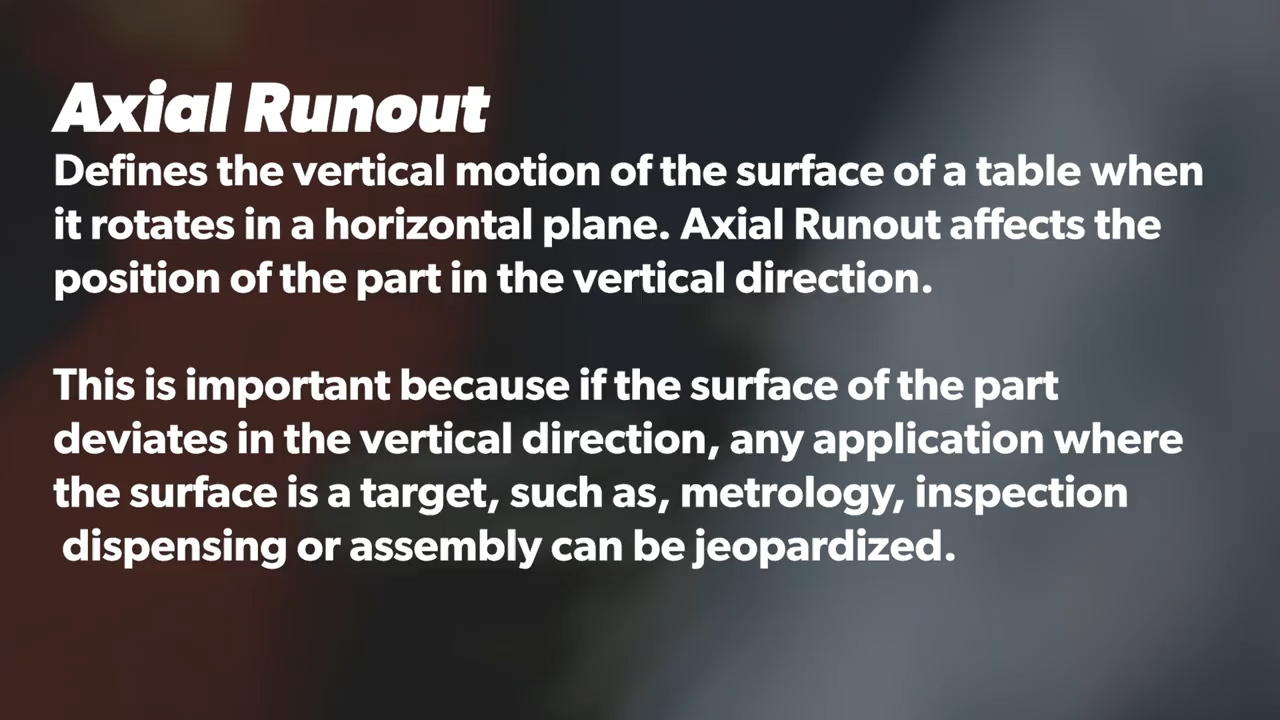 Axial Runout
Defines the vertical motion of the surface of a table when
it rotates in a horizontal plane. Axial Runout affects the
position of the part in the vertical direction.
This is important because if the surface of the part
deviates in the vertical direction, any application where
the surface is a target, such as, metrology, inspection
dispensing or assembly can be jeopardized.